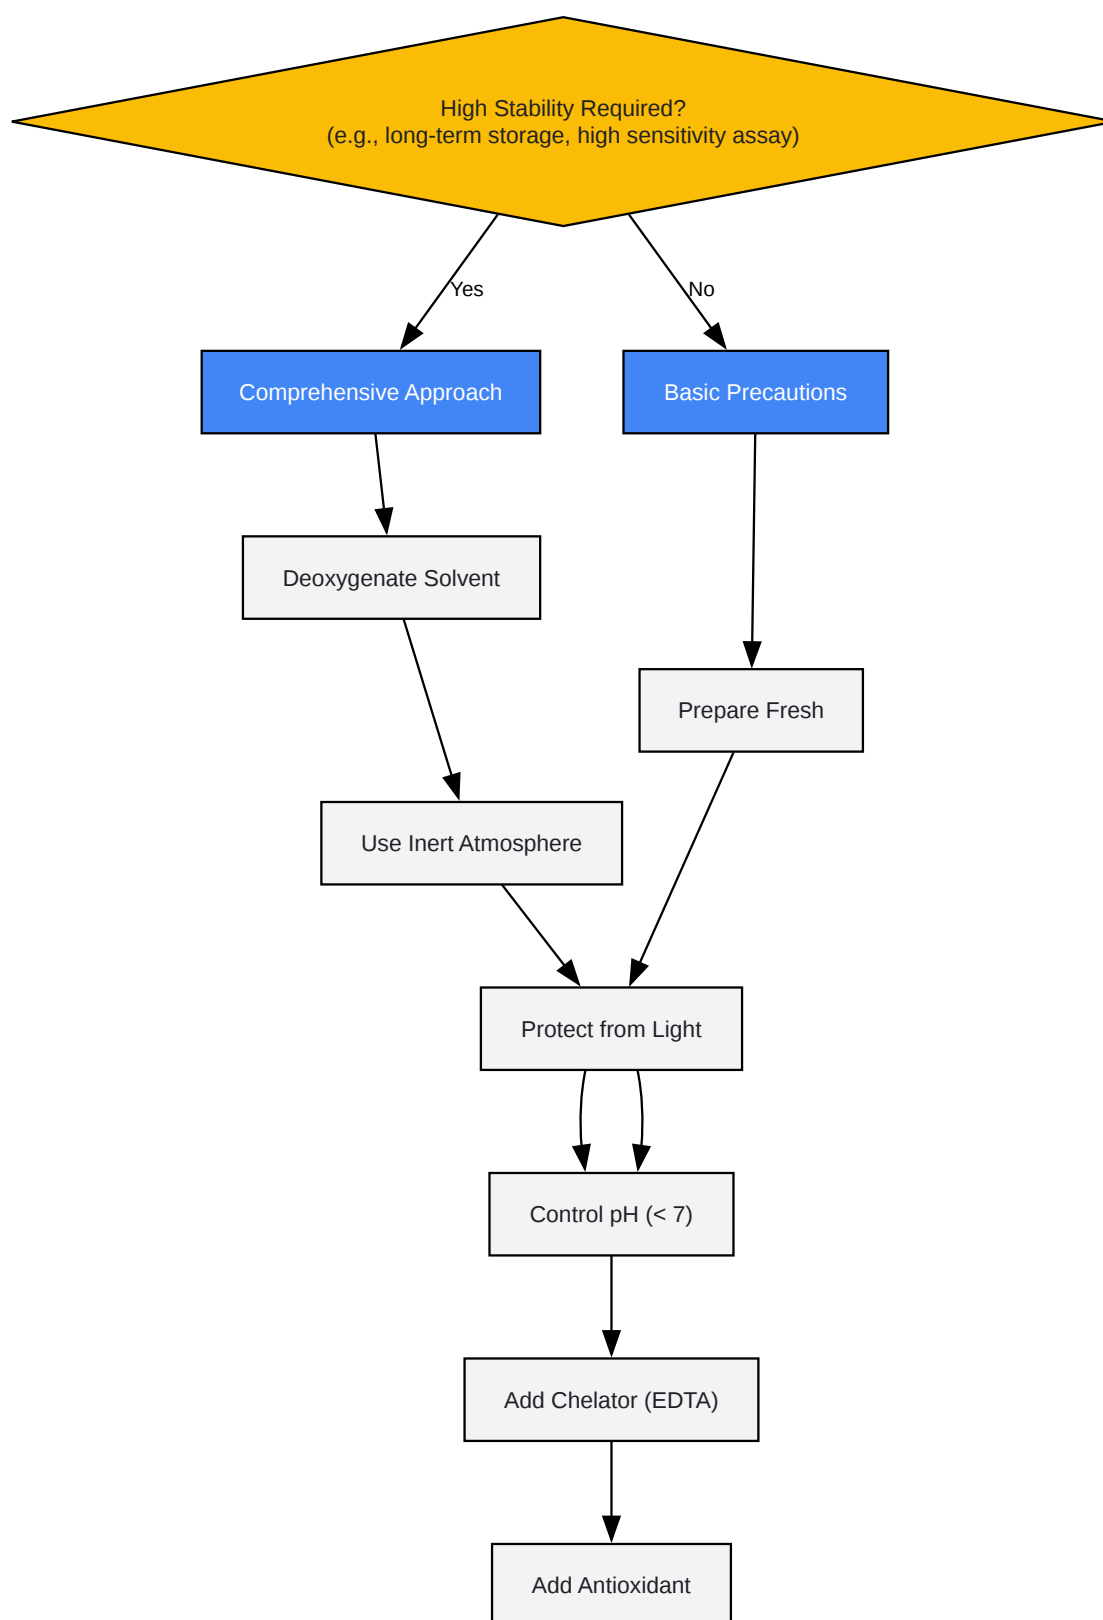 High Stability Required?
(e.g., long-term storage, high sensitivity assay)
Yes
No
Comprehensive Approach
Basic Precautions
Deoxygenate Solvent
Prepare Fresh
Use Inert Atmosphere
Protect from Light
Control pH (< 7)
Add Chelator (EDTA)
Add Antioxidant